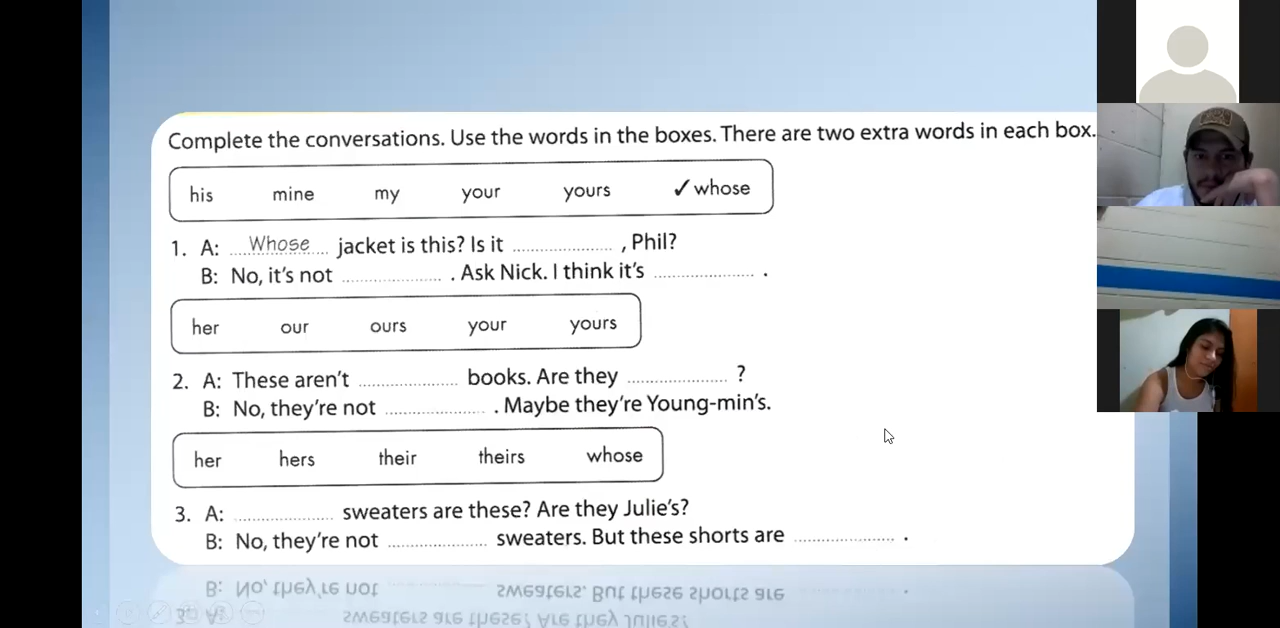 Complete the conversations. Use the words in the boxes. There are two extra words in each box.
his mine my your yours ✓ whose
1. A: Whose jacket is this? Is it ...................., Phil?
B: No, it's not .................... . Ask Nick. I think it's .................... .
her our ours your yours
2. A: These aren't .................... books. Are they .................... ?
B: No, they're not .................... . Maybe they're Young-min's.
her hers their theirs whose
3. A: .................... sweaters are these? Are they Julie's?
B: No, they're not .................... sweaters. But these shorts are .................... .